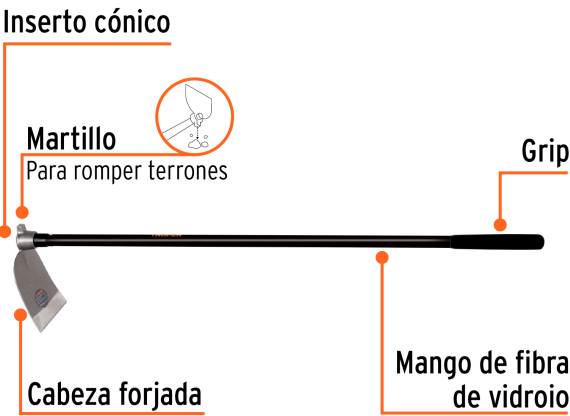 Inserto cónico
Martillo
Para romper terrones
Grip
Mango de fibra
de vidroio
Cabeza forjada